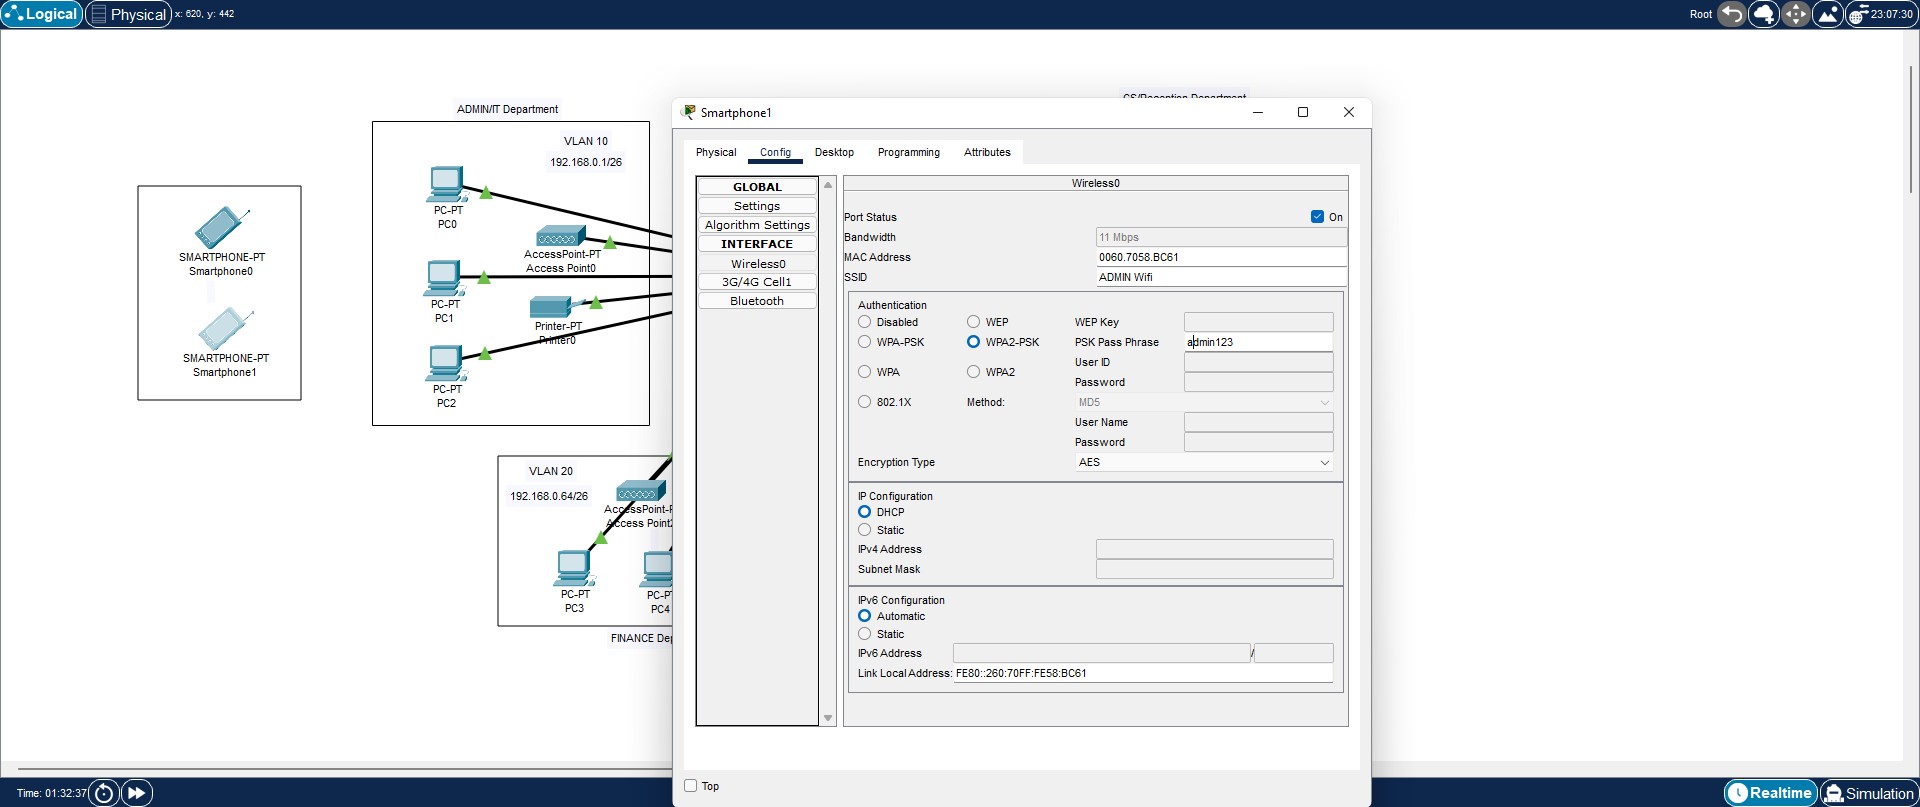 Logical
Physical
x: 620, y: 442
Root
23:07:30
ADMIN/IT Department
VLAN 10
192.168.0.1/26
PC-PT
PC0
AccessPoint-PT
Access Point0
PC-PT
PC1
Printer-PT
Printer0
PC-PT
PC2
SMARTPHONE-PT
Smartphone0
SMARTPHONE-PT
Smartphone1
VLAN 20
192.168.0.64/26
AccessPoint-P
Access Point
PC-PT
PC3
PC-PT
PC4
FINANCE Dep
CS/Reception Department
Smartphone1
Physical
Config
Desktop
Programming
Attributes
GLOBAL
Settings
Algorithm Settings
INTERFACE
Wireless0
3G/4G Cell1
Bluetooth
Wireless0
Port Status
On
Bandwidth
11 Mbps
MAC Address
0060.7058.BC61
SSID
ADMIN Wifi
Authentication
Disabled
WEP
WEP Key
WPA-PSK
WPA2-PSK
PSK Pass Phrase
admin123
User ID
WPA
WPA2
Password
802.1X
Method:
MD5
User Name
Password
Encryption Type
AES
IP Configuration
DHCP
Static
IPv4 Address
Subnet Mask
IPv6 Configuration
Automatic
Static
IPv6 Address
/
Link Local Address: FE80::260:70FF:FE58:BC61
Top
Time: 01:32:37
Realtime
Simulation